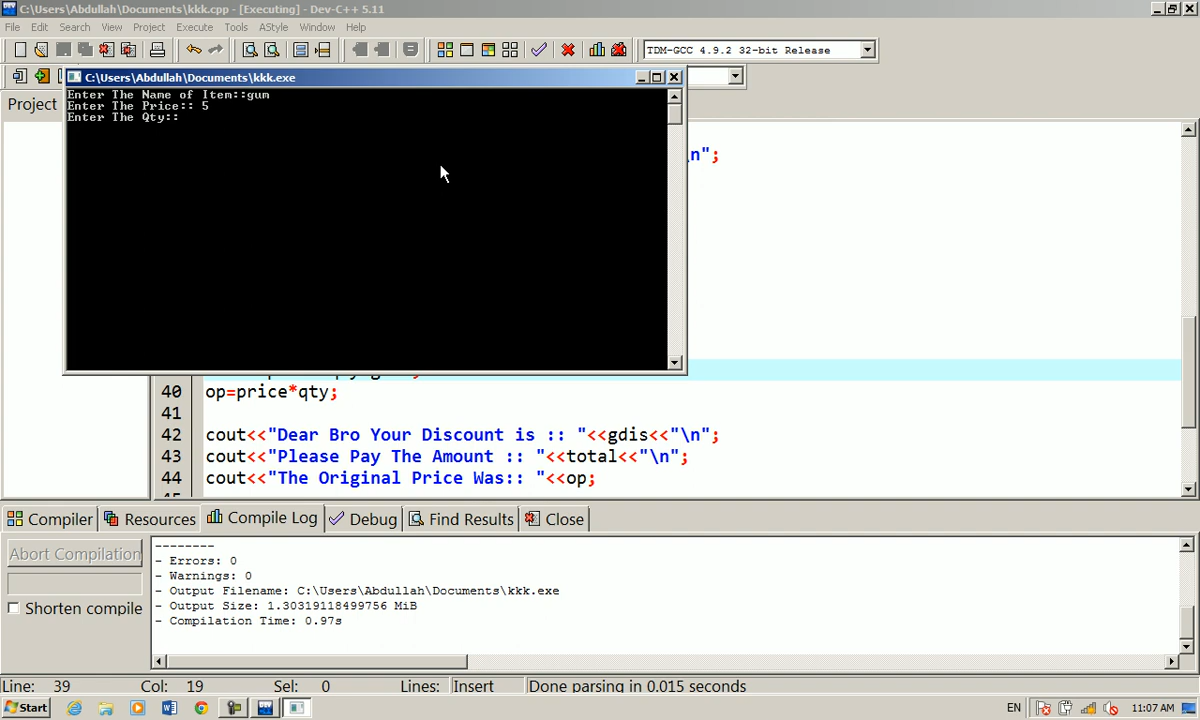 C:\Users\Abdullah\Documents\kkk.cpp - [Executing] - Dev-C++ 5.11
File Edit Search View Project Execute Tools AStyle Window Help
TDM-GCC 4.9.2 32-bit Release
C:\Users\Abdullah\Documents\kkk.exe
Project
Enter The Name of Item::gum
Enter The Price:: 5
Enter The Qty::
\n";
40 op=price*qty;
41
42 cout<<"Dear Bro Your Discount is :: "<<gdis<<"\n";
43 cout<<"Please Pay The Amount :: "<<total<<"\n";
44 cout<<"The Original Price Was:: "<<op;
Compiler Resources Compile Log Debug Find Results Close
Abort Compilation
Shorten compile
--------
- Errors: 0
- Warnings: 0
- Output Filename: C:\Users\Abdullah\Documents\kkk.exe
- Output Size: 1.30319118499756 MiB
- Compilation Time: 0.97s
Line: 39 Col: 19 Sel: 0 Lines: Insert Done parsing in 0.015 seconds
Start EN 11:07 AM